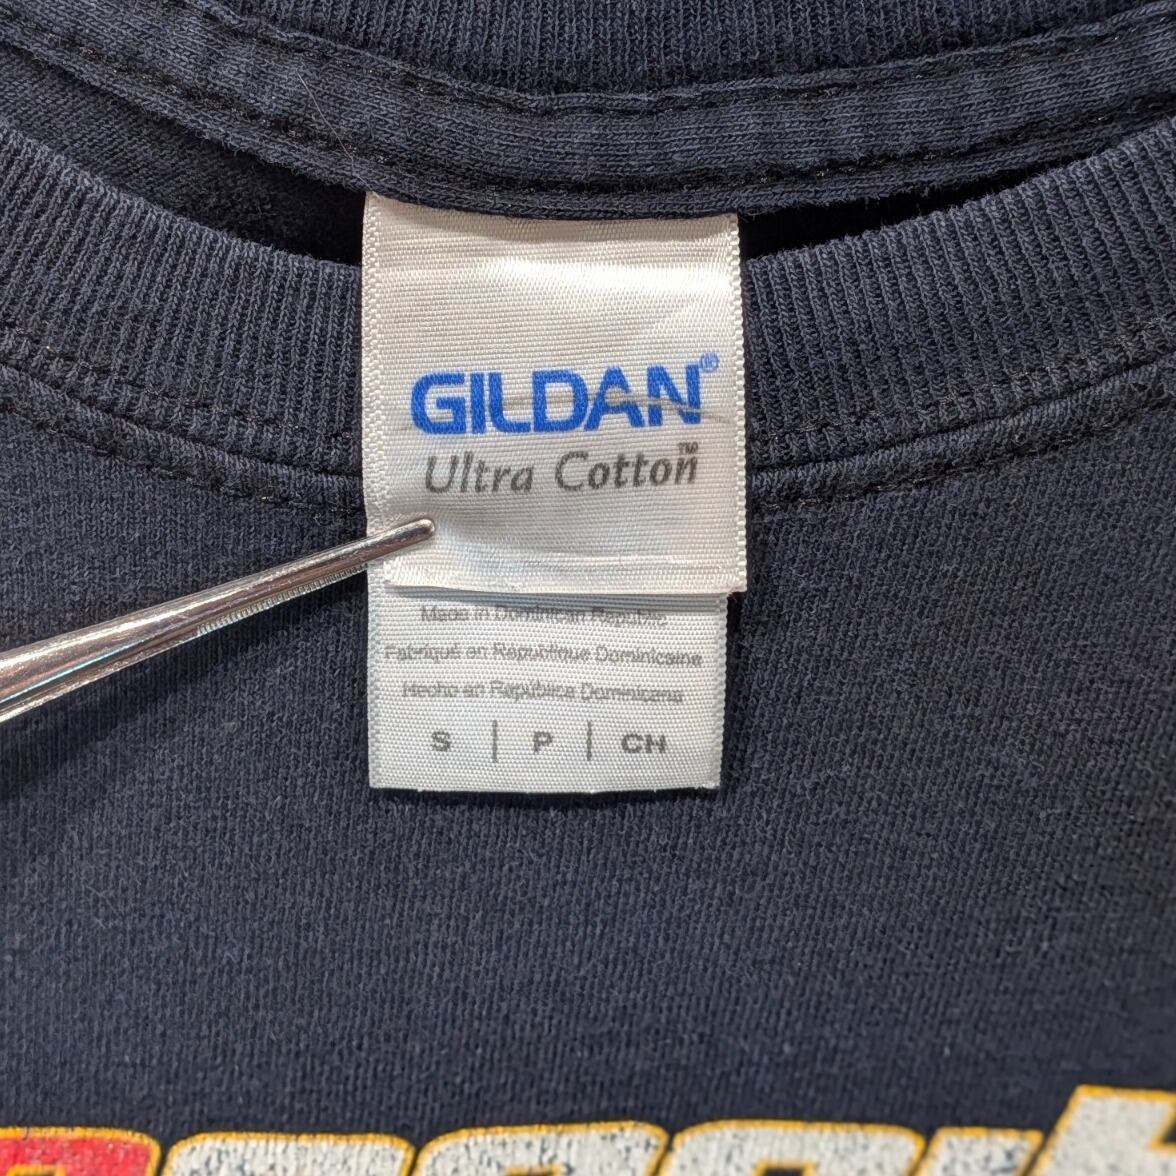 GILDAN®
Ultra Cotton™
Made in Dominican Republic
Fabriqué en République Dominicaine
Hecho en República Dominicana
S | P | CH